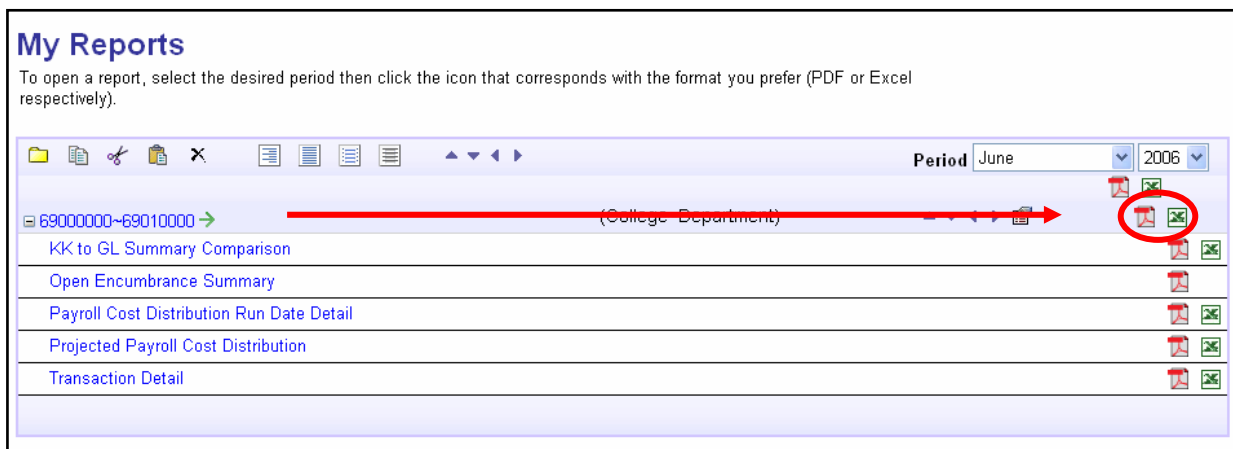 My Reports
To open a report, select the desired period then click the icon that corresponds with the format you prefer (PDF or Excel
respectively).
Period June 2006
69000000~69010000 (College Department)
KK to GL Summary Comparison
Open Encumbrance Summary
Payroll Cost Distribution Run Date Detail
Projected Payroll Cost Distribution
Transaction Detail